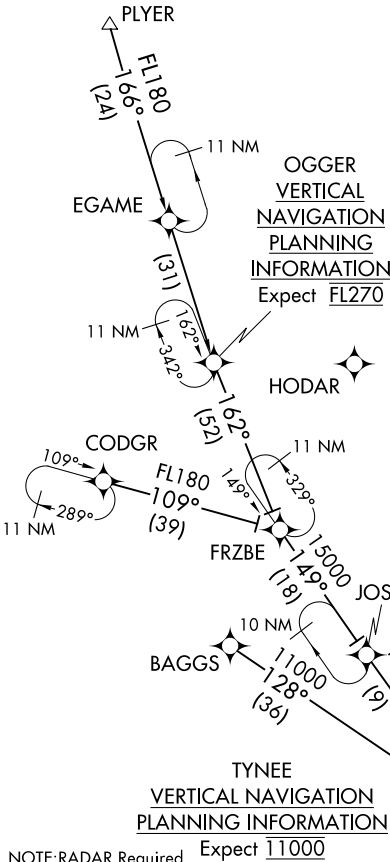 PLYER
FL180
166°
(24)
11 NM
EGAME
OGGER
VERTICAL
NAVIGATION
PLANNING
INFORMATION
Expect FL270
(31)
11 NM
162°
342°
HODAR
162°
(52)
CODGR
109°
289°
11 NM
FL180
109°
(39)
11 NM
149°
329°
FRZBE
15000
149°
(18)
JOS
10 NM
BAGGS
11000
128°
(36)
(9)
TYNEE
VERTICAL NAVIGATION
PLANNING INFORMATION
Expect 11000
NOTE:RADAR Required